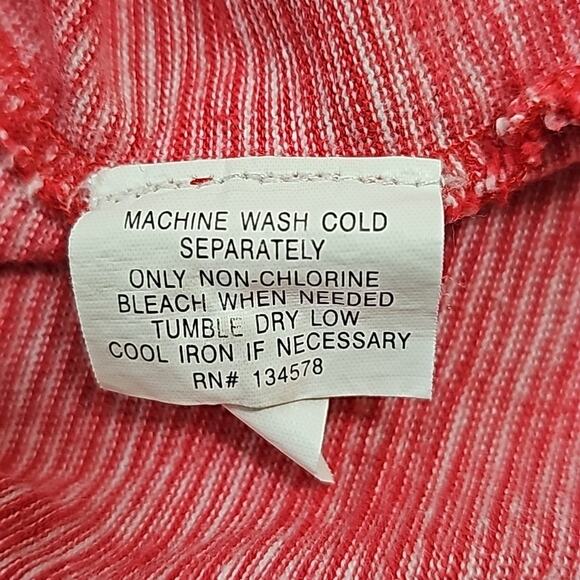 MACHINE WASH COLD
SEPARATELY
ONLY NON-CHLORINE
BLEACH WHEN NEEDED
TUMBLE DRY LOW
COOL IRON IF NECESSARY
RN# 134578